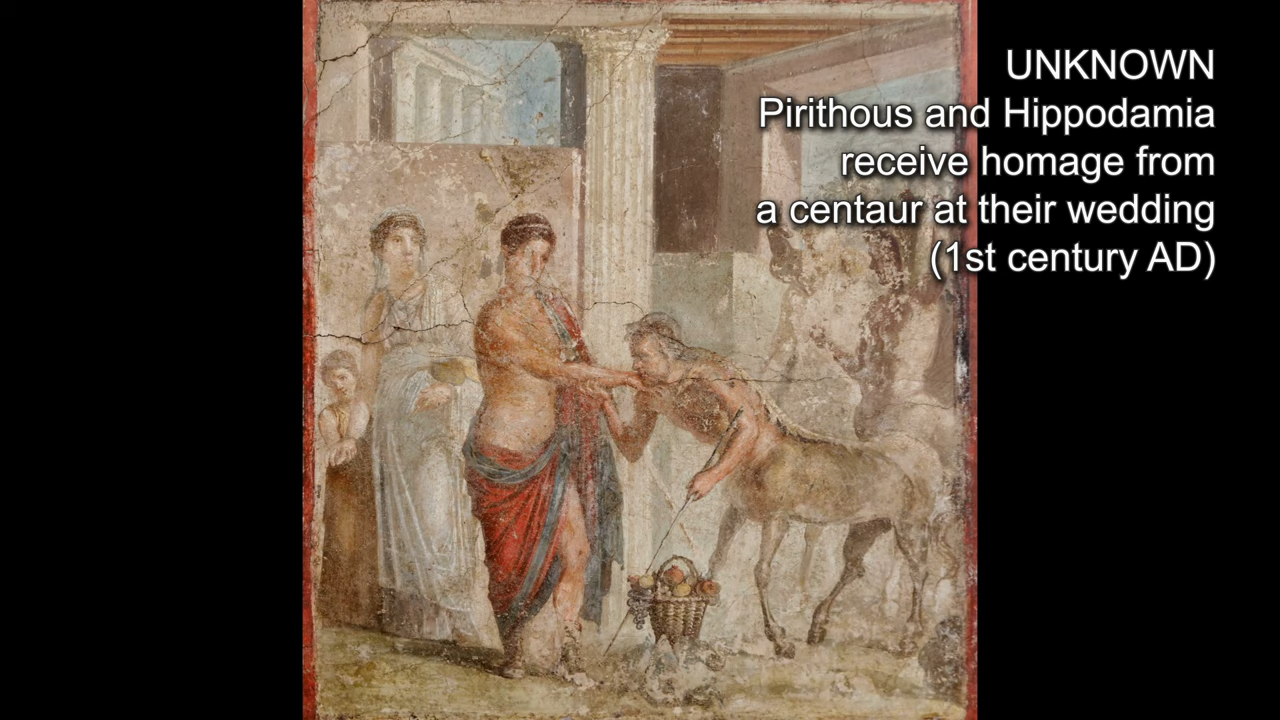 UNKNOWN
Pirithous and Hippodamia
receive homage from
a centaur at their wedding
(1st century AD)